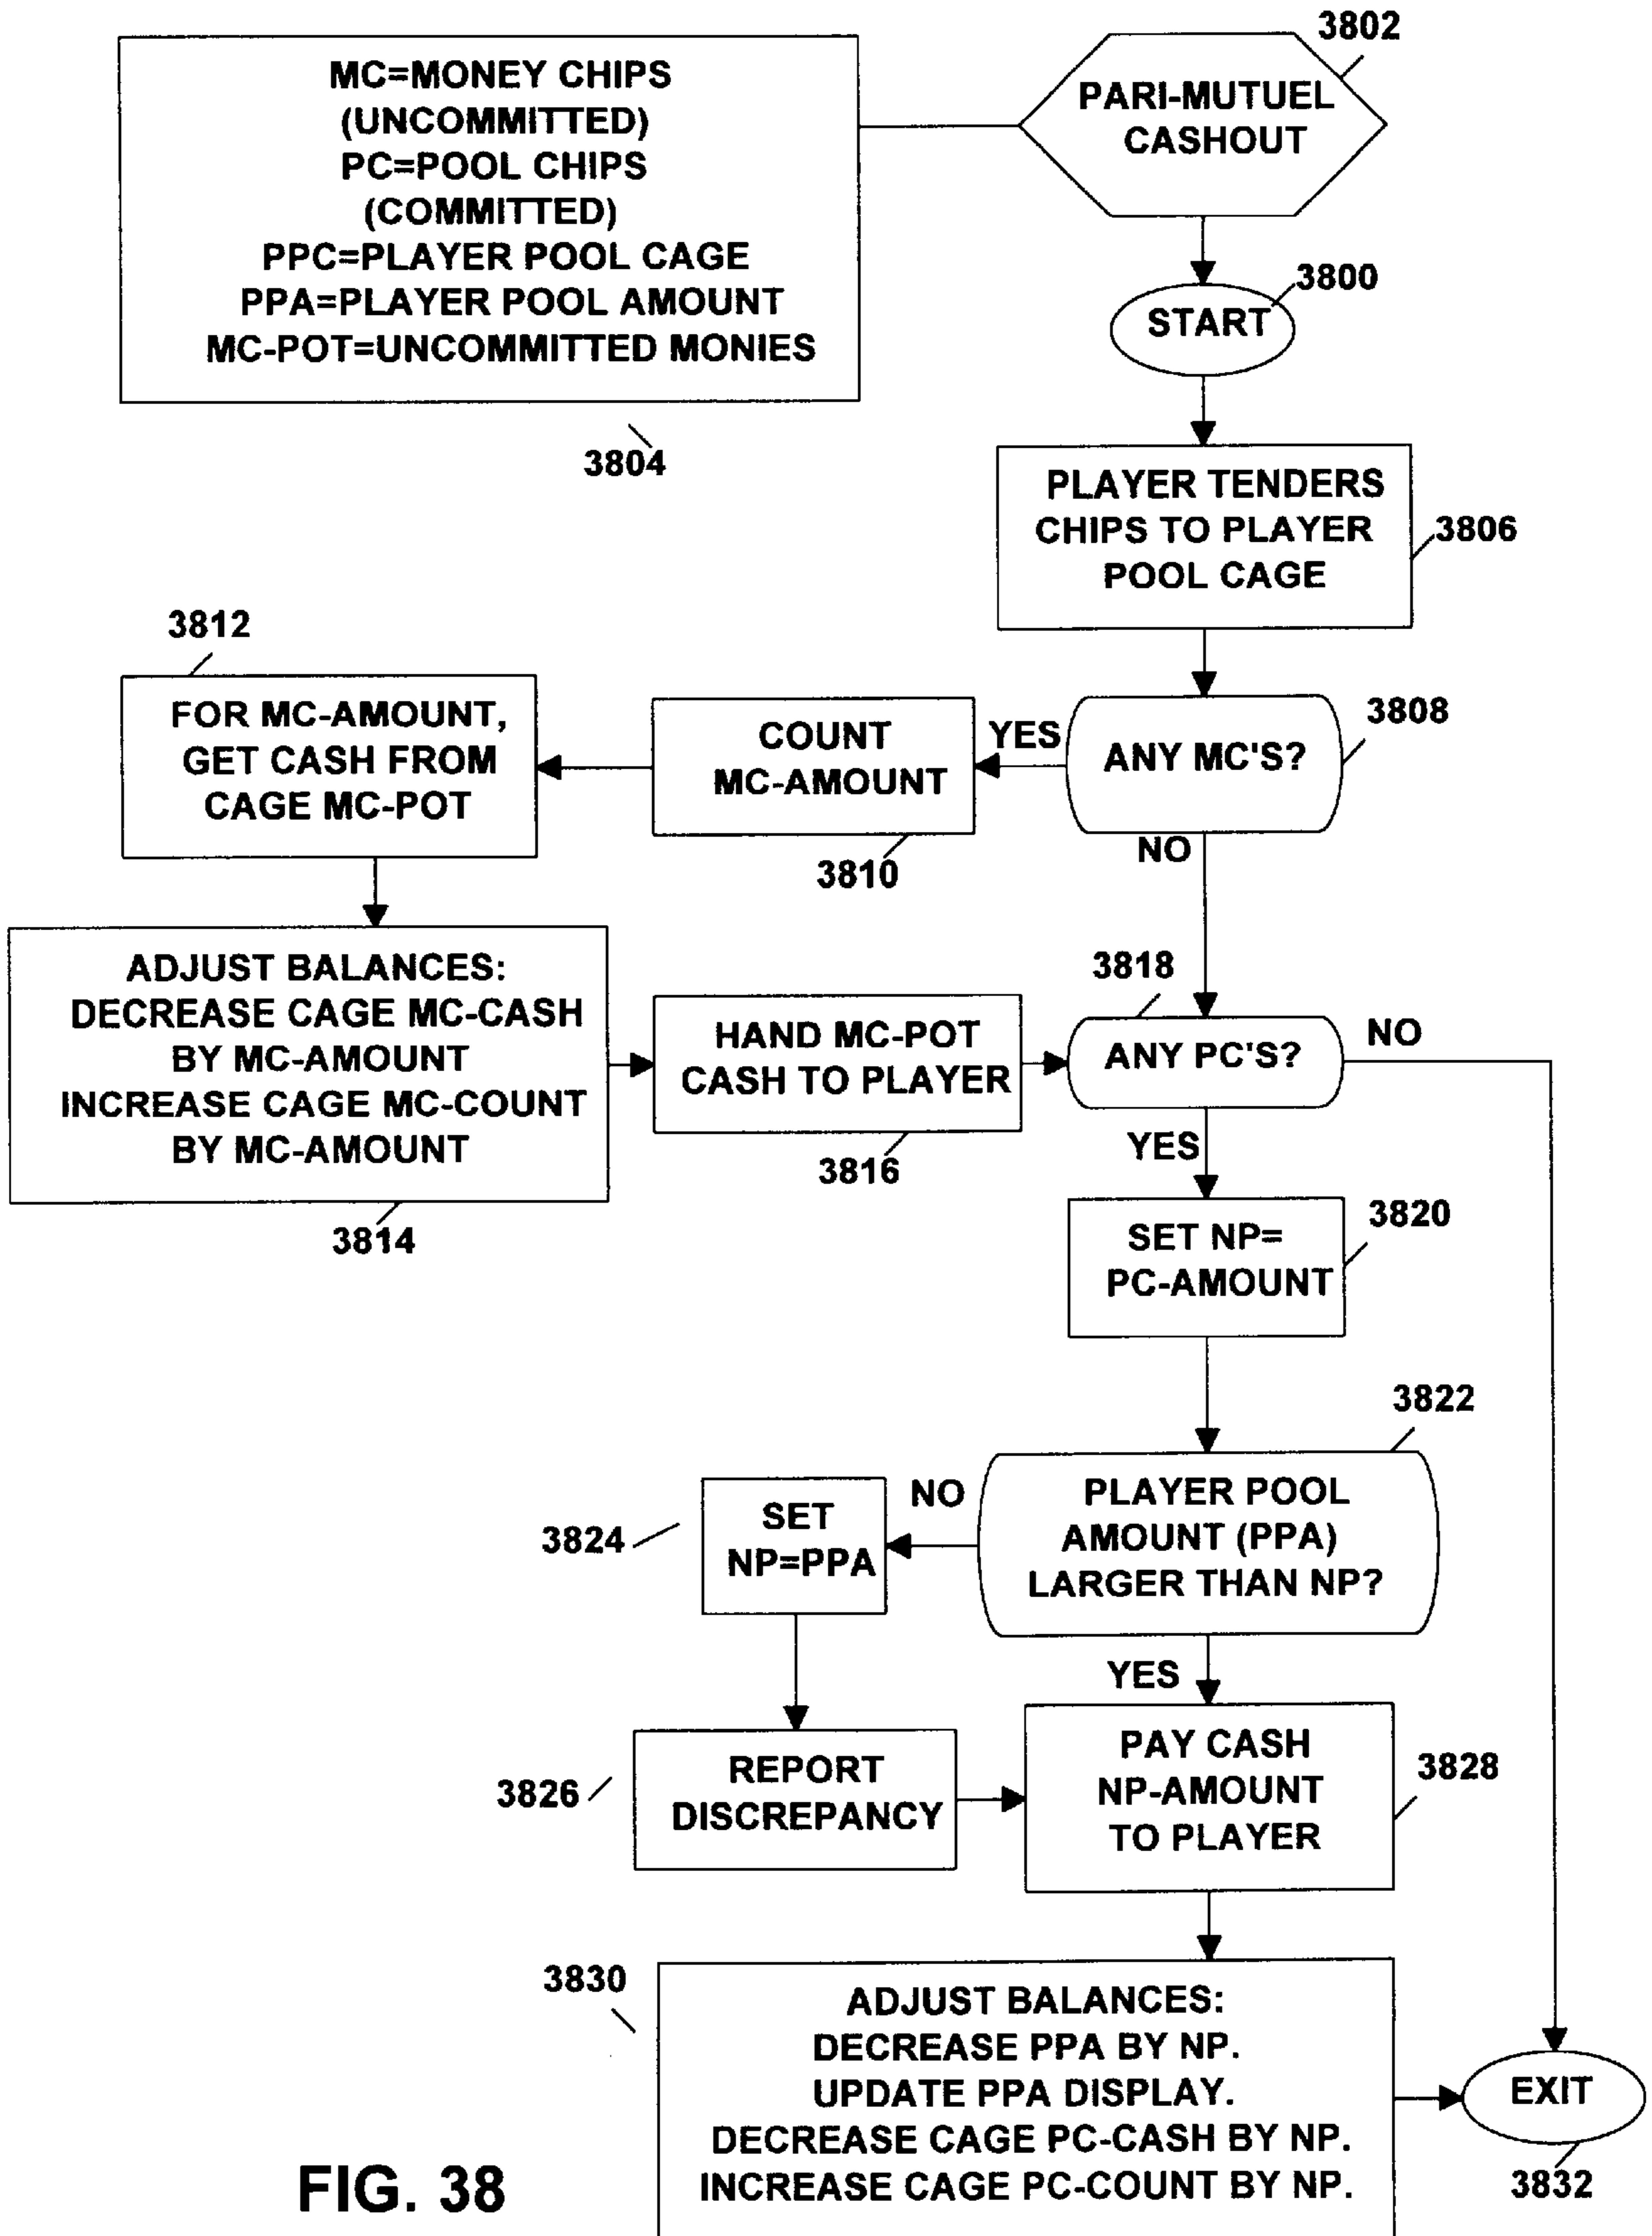 3802
MC=MONEY CHIPS
(UNCOMMITTED)
PC=POOL CHIPS
(COMMITTED)
PPC=PLAYER POOL CAGE
PPA=PLAYER POOL AMOUNT
MC-POT=UNCOMMITTED MONIES
3804
PARI-MUTUEL
CASHOUT
3800
START
PLAYER TENDERS
CHIPS TO PLAYER
POOL CAGE
3806
ANY MC'S?
3808
YES
NO
COUNT
MC-AMOUNT
3810
3812
FOR MC-AMOUNT,
GET CASH FROM
CAGE MC-POT
ADJUST BALANCES:
DECREASE CAGE MC-CASH
BY MC-AMOUNT
INCREASE CAGE MC-COUNT
BY MC-AMOUNT
3814
HAND MC-POT
CASH TO PLAYER
3816
3818
ANY PC'S?
NO
YES
SET NP=
PC-AMOUNT
3820
3822
PLAYER POOL
AMOUNT (PPA)
LARGER THAN NP?
NO
YES
SET
NP=PPA
3824
REPORT
DISCREPANCY
3826
PAY CASH
NP-AMOUNT
TO PLAYER
3828
3830
ADJUST BALANCES:
DECREASE PPA BY NP.
UPDATE PPA DISPLAY.
DECREASE CAGE PC-CASH BY NP.
INCREASE CAGE PC-COUNT BY NP.
EXIT
3832
FIG. 38